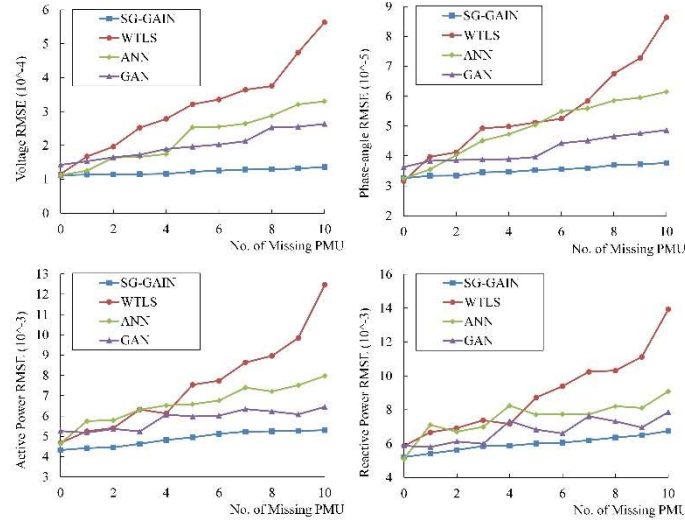 Voltage RMSE (10^-4)
6
5
4
3
2
1
0
SG-GAIN
WTLS
ANN
GAN
0 2 4 6 8 10
No. of Missing PMU
Phase-angle RMSE (10^-5)
9
8
7
6
5
4
3
2
SG-GAIN
WTLS
ANN
GAN
0 2 4 6 8 10
No. of Missing PMU
Active Power RMSE (10^-3)
13
12
11
10
9
8
7
6
5
4
3
SG-GAIN
WTLS
ANN
GAN
0 2 4 6 8 10
No. of Missing PMU
Reactive Power RMSE (10^-3)
16
14
12
10
8
6
4
SG-GAIN
WTLS
ANN
GAN
0 2 4 6 8 10
No. of Missing PMU